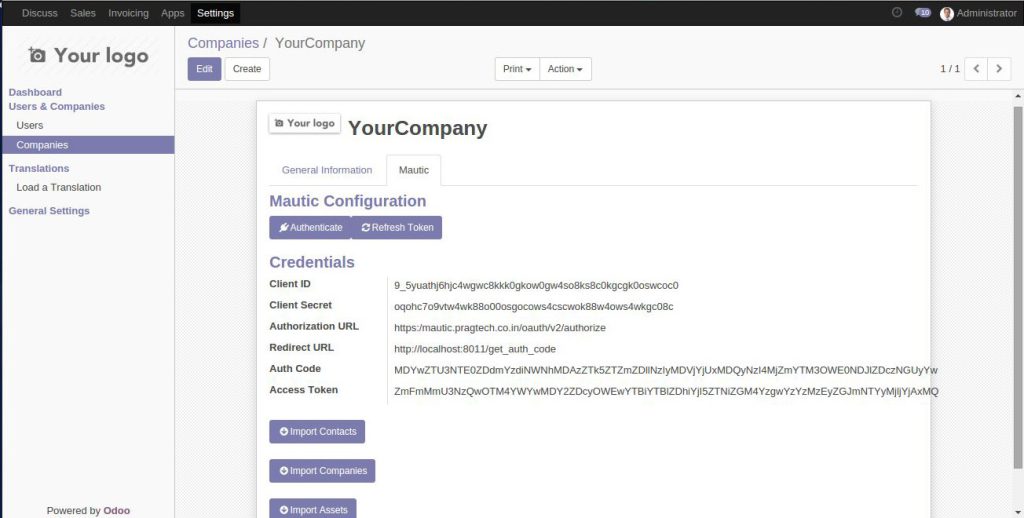 Discuss Sales Invoicing Apps Settings 10 Administrator
Your logo
Companies / YourCompany
Edit Create Print Action 1 / 1
Dashboard
Users & Companies
Users
Companies
Translations
Load a Translation
General Settings
Your logo YourCompany
General Information Mautic
Mautic Configuration
Authenticate Refresh Token
Credentials
Client ID 9_5yuathj6hjc4wgwc8kkk0gkow0gw4so8ks8c0kgcgk0oswcoc0
Client Secret oqohc7o9vtw4wk88o00osgocows4cscwok88w4ows4wkgc08c
Authorization URL https:/mautic.pragtech.co.in/oauth/v2/authorize
Redirect URL http://localhost:8011/get_auth_code
Auth Code MDYwZTU3NTE0ZDdmYzdiNWNhMDAzZTk5ZTZmZDllNzIyMDVjYjUxMDQyNzI4MjZmYTM3OWE0NDJlZDczNGUyYw
Access Token ZmFmMmU3NzQwOTM4YWYwMDY2ZDcyOWEwYTBiYTBlZDhiYjI5ZTNiZGM4YzgwYzYzMzEyZGJmNTYyMjljYjAxMQ
Import Contacts
Import Companies
Import Assets
Powered by Odoo